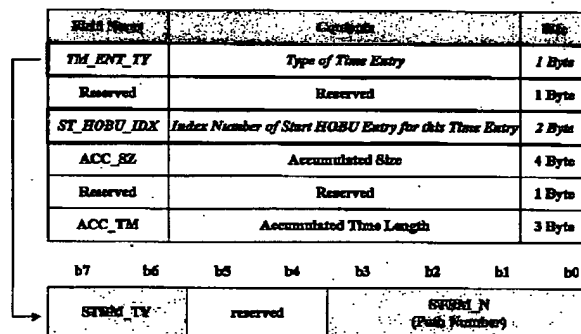 Field Name Contents Size
TM_ENT_TY Type of Time Entry 1 Byte
Reserved Reserved 1 Byte
ST_HOBU_IDX Index Number of Start HOBU Entry for this Time Entry 2 Byte
ACC_SZ Accumulated Size 4 Byte
Reserved Reserved 1 Byte
ACC_TM Accumulated Time Length 3 Byte
b7 b6 b5 b4 b3 b2 b1 b0
STRM_TY reserved STRM_N
(Path Number)